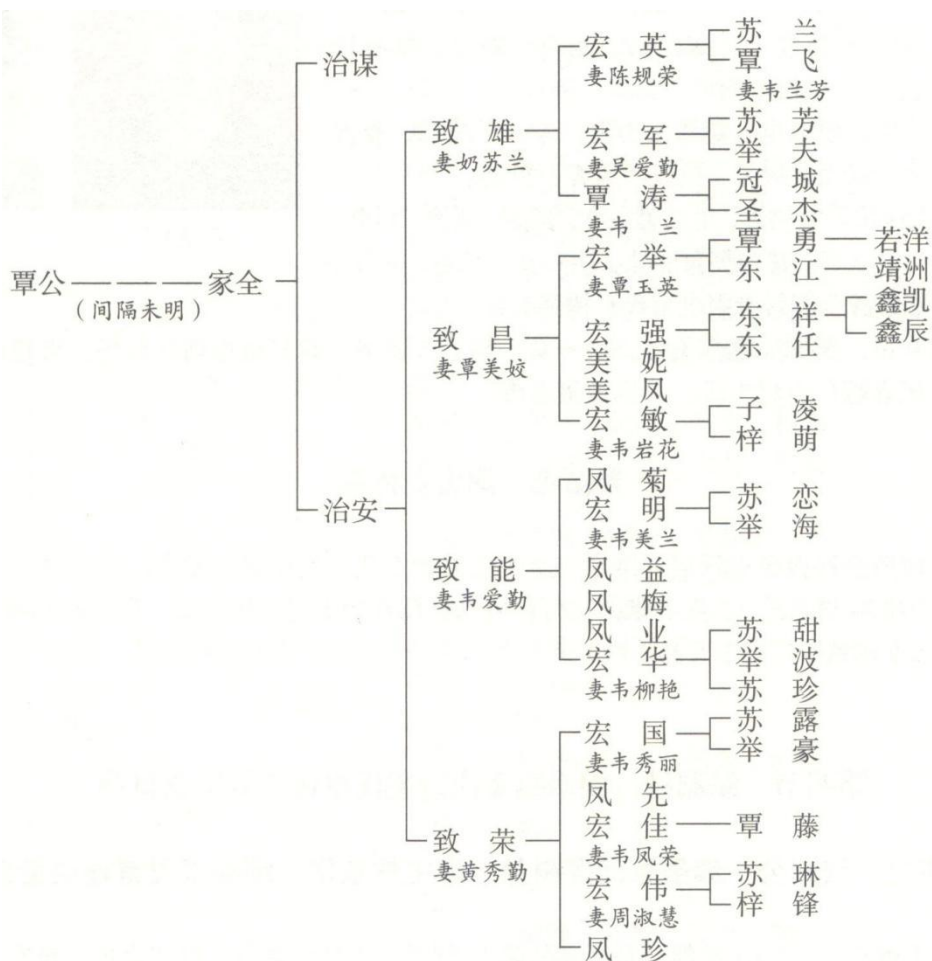 覃公
(间隔未明)
家全
治谋
治安
致 雄
妻奶苏兰
宏 英
妻陈规荣
苏 兰
覃 飞
妻韦兰芳
宏 军
妻吴爱勤
苏 芳
举 夫
覃 涛
妻韦 兰
冠 城
圣 杰
致 昌
妻覃美姣
宏 举
妻覃玉英
覃 勇
若洋
东 江
靖洲
宏 强
东 祥
鑫凯
鑫辰
东 任
美 妮
美 凤
宏 敏
妻韦岩花
子 凌
梓 萌
致 能
妻韦爱勤
凤 菊
宏 明
妻韦美兰
苏 恋
举 海
凤 益
凤 梅
凤 业
宏 华
妻韦柳艳
苏 甜
举 波
苏 珍
致 荣
妻黄秀勤
宏 国
妻韦秀丽
苏 露
举 豪
凤 先
宏 佳
妻韦凤荣
覃 藤
宏 伟
妻周淑慧
苏 琳
梓 锋
凤 珍